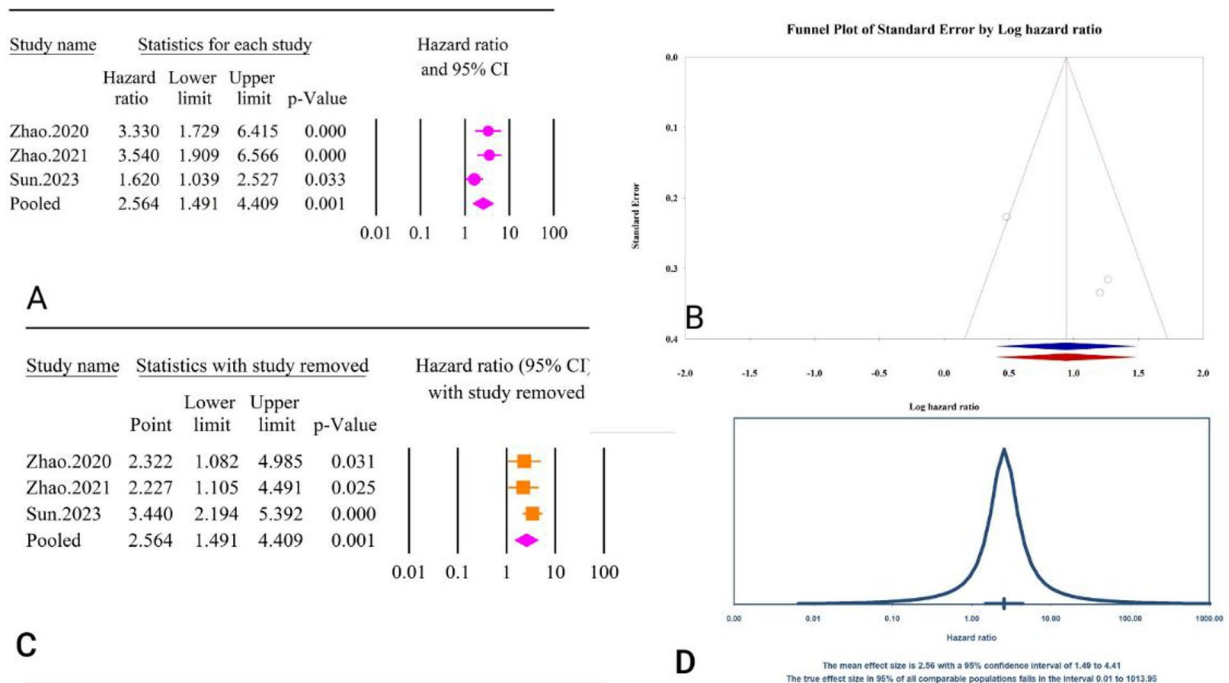 Study name Statistics for each study Hazard ratio
and 95% CI
Hazard Lower Upper
ratio limit limit p-Value
Zhao.2020 3.330 1.729 6.415 0.000
Zhao.2021 3.540 1.909 6.566 0.000
Sun.2023 1.620 1.039 2.527 0.033
Pooled 2.564 1.491 4.409 0.001
0.01 0.1 1 10 100
A
Funnel Plot of Standard Error by Log hazard ratio
0.0
0.1
0.2
0.3
0.4
Standard Error
B
-2.0 -1.5 -1.0 -0.5 0.0 0.5 1.0 1.5 2.0
Log hazard ratio
Study name Statistics with study removed Hazard ratio (95% CI)
with study removed
Lower Upper
Point limit limit p-Value
Zhao.2020 2.322 1.082 4.985 0.031
Zhao.2021 2.227 1.105 4.491 0.025
Sun.2023 3.440 2.194 5.392 0.000
Pooled 2.564 1.491 4.409 0.001
0.01 0.1 1 10 100
C
0.00 0.01 0.10 1.00 10.00 100.00 1000.00
Hazard ratio
D
The mean effect size is 2.56 with a 95% confidence interval of 1.49 to 4.41
The true effect size in 95% of all comparable populations falls in the interval 0.01 to 1013.95